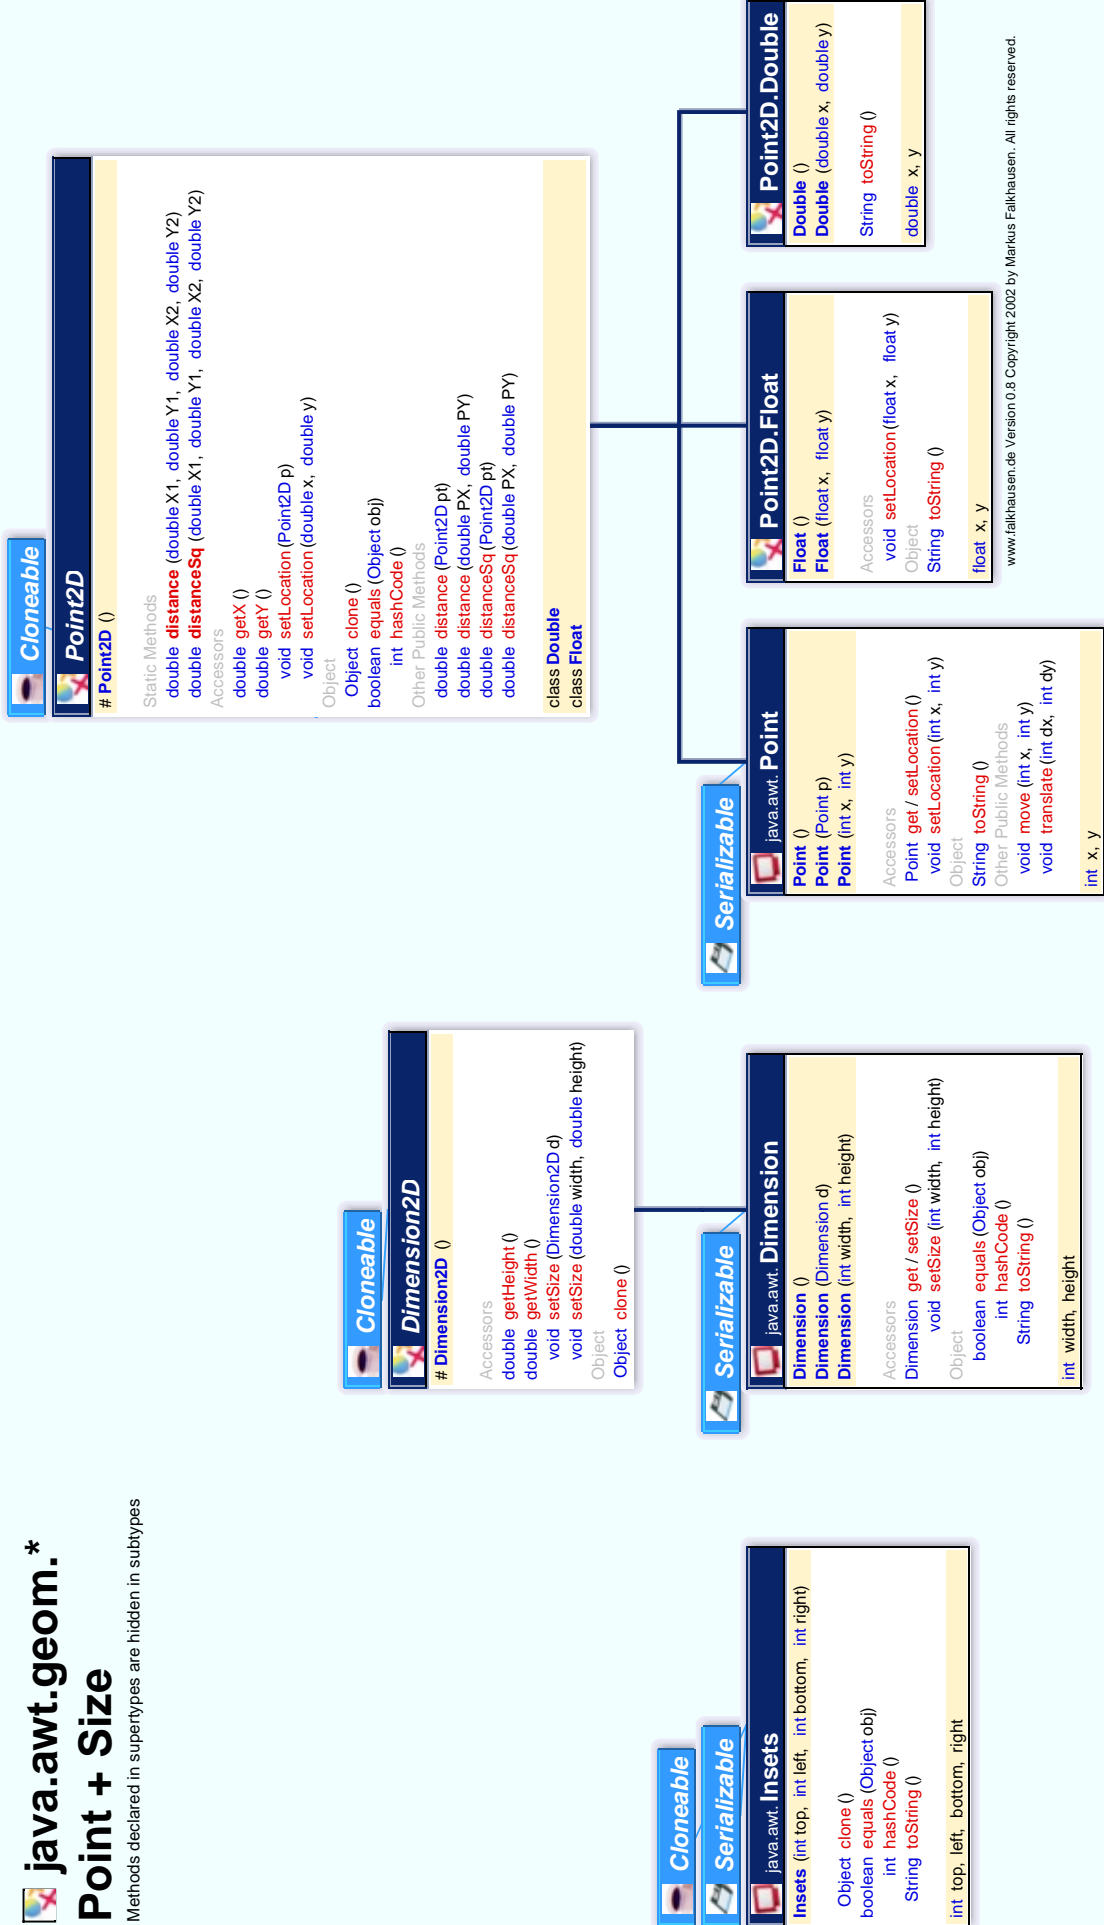 java.awt.geom.*
Point + Size
Methods declared in supertypes are hidden in subtypes
Cloneable
Serializable
java.awt. Insets
Insets (int top, int left, int bottom, int right)
Object clone ()
boolean equals (Object obj)
int hashCode ()
String toString ()
int top, left, bottom, right
Cloneable
Dimension2D
# Dimension2D ()
Accessors
double getHeight ()
double getWidth ()
void setSize (Dimension2D d)
void setSize (double width, double height)
Object
Object clone ()
Serializable
java.awt. Dimension
Dimension ()
Dimension (Dimension d)
Dimension (int width, int height)
Accessors
Dimension get / setSize ()
void setSize (int width, int height)
Object
boolean equals (Object obj)
int hashCode ()
String toString ()
int width, height
Cloneable
Point2D
# Point2D ()
Static Methods
double distance (double X1, double Y1, double X2, double Y2)
double distanceSq (double X1, double Y1, double X2, double Y2)
Accessors
double getX ()
double getY ()
void setLocation (Point2D p)
void setLocation (double x, double y)
Object
Object clone ()
boolean equals (Object obj)
int hashCode ()
Other Public Methods
double distance (Point2D pt)
double distance (double PX, double PY)
double distanceSq (Point2D pt)
double distanceSq (double PX, double PY)
class Double
class Float
Serializable
java.awt. Point
Point ()
Point (Point p)
Point (int x, int y)
Accessors
Point get / setLocation ()
void setLocation (int x, int y)
Object
String toString ()
Other Public Methods
void move (int x, int y)
void translate (int dx, int dy)
int x, y
Point2D.Float
Float ()
Float (float x, float y)
Accessors
void setLocation (float x, float y)
Object
String toString ()
float x, y
Point2D.Double
Double ()
Double (double x, double y)
String toString ()
double x, y
www.falkhausen.de Version 0.8 Copyright 2002 by Markus Falkhausen. All rights reserved.